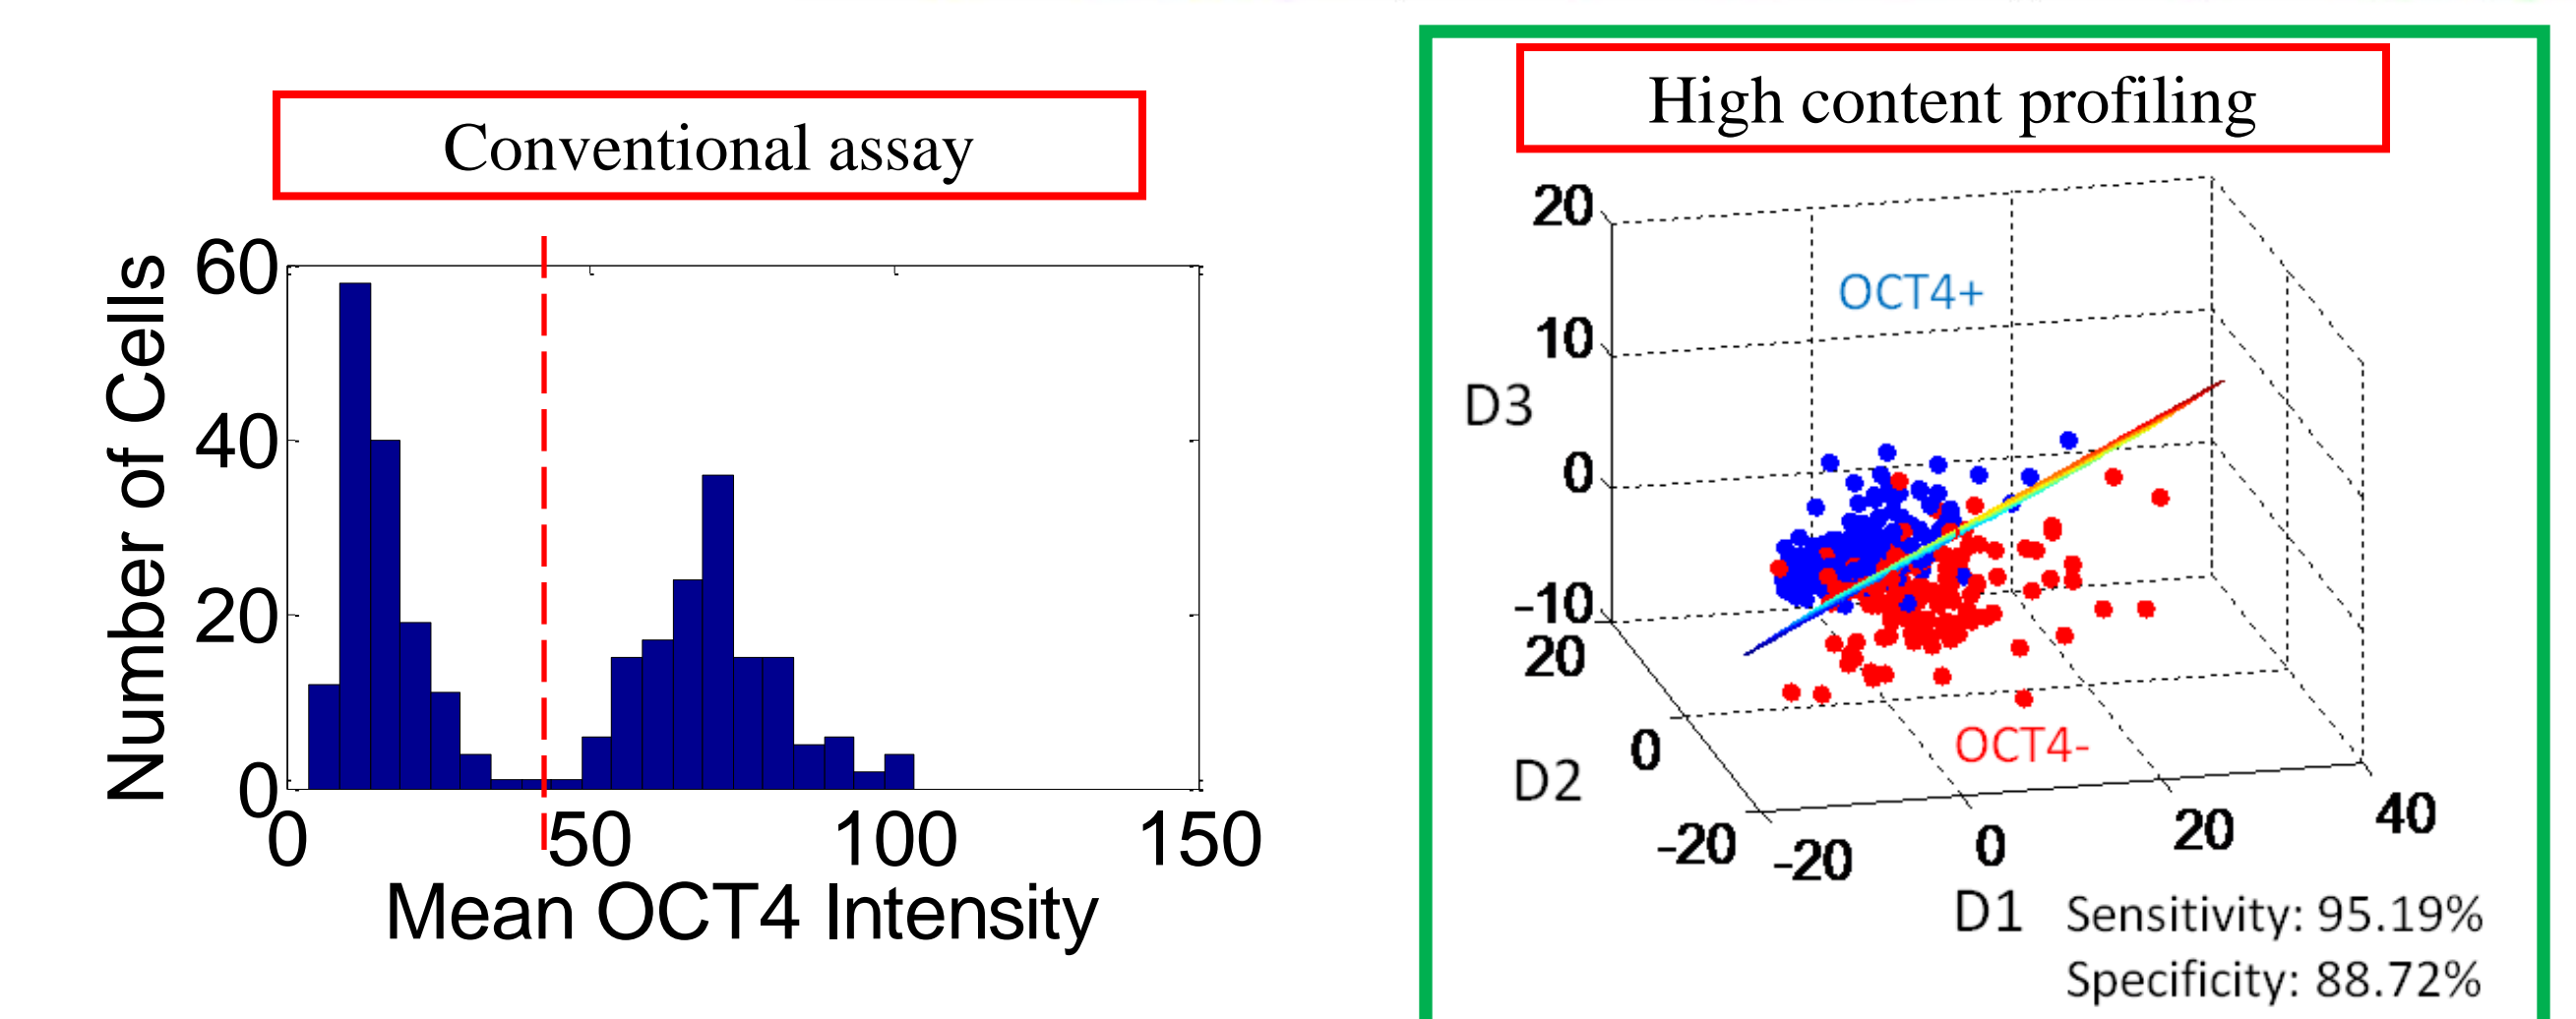 Conventional assay
Number of Cells
60
40
20
0
0 50 100 150
Mean OCT4 Intensity
High content profiling
20
10
0
-10
D3
OCT4+
OCT4-
20
0
-20
D2
-20 0 20 40
D1
Sensitivity: 95.19%
Specificity: 88.72%